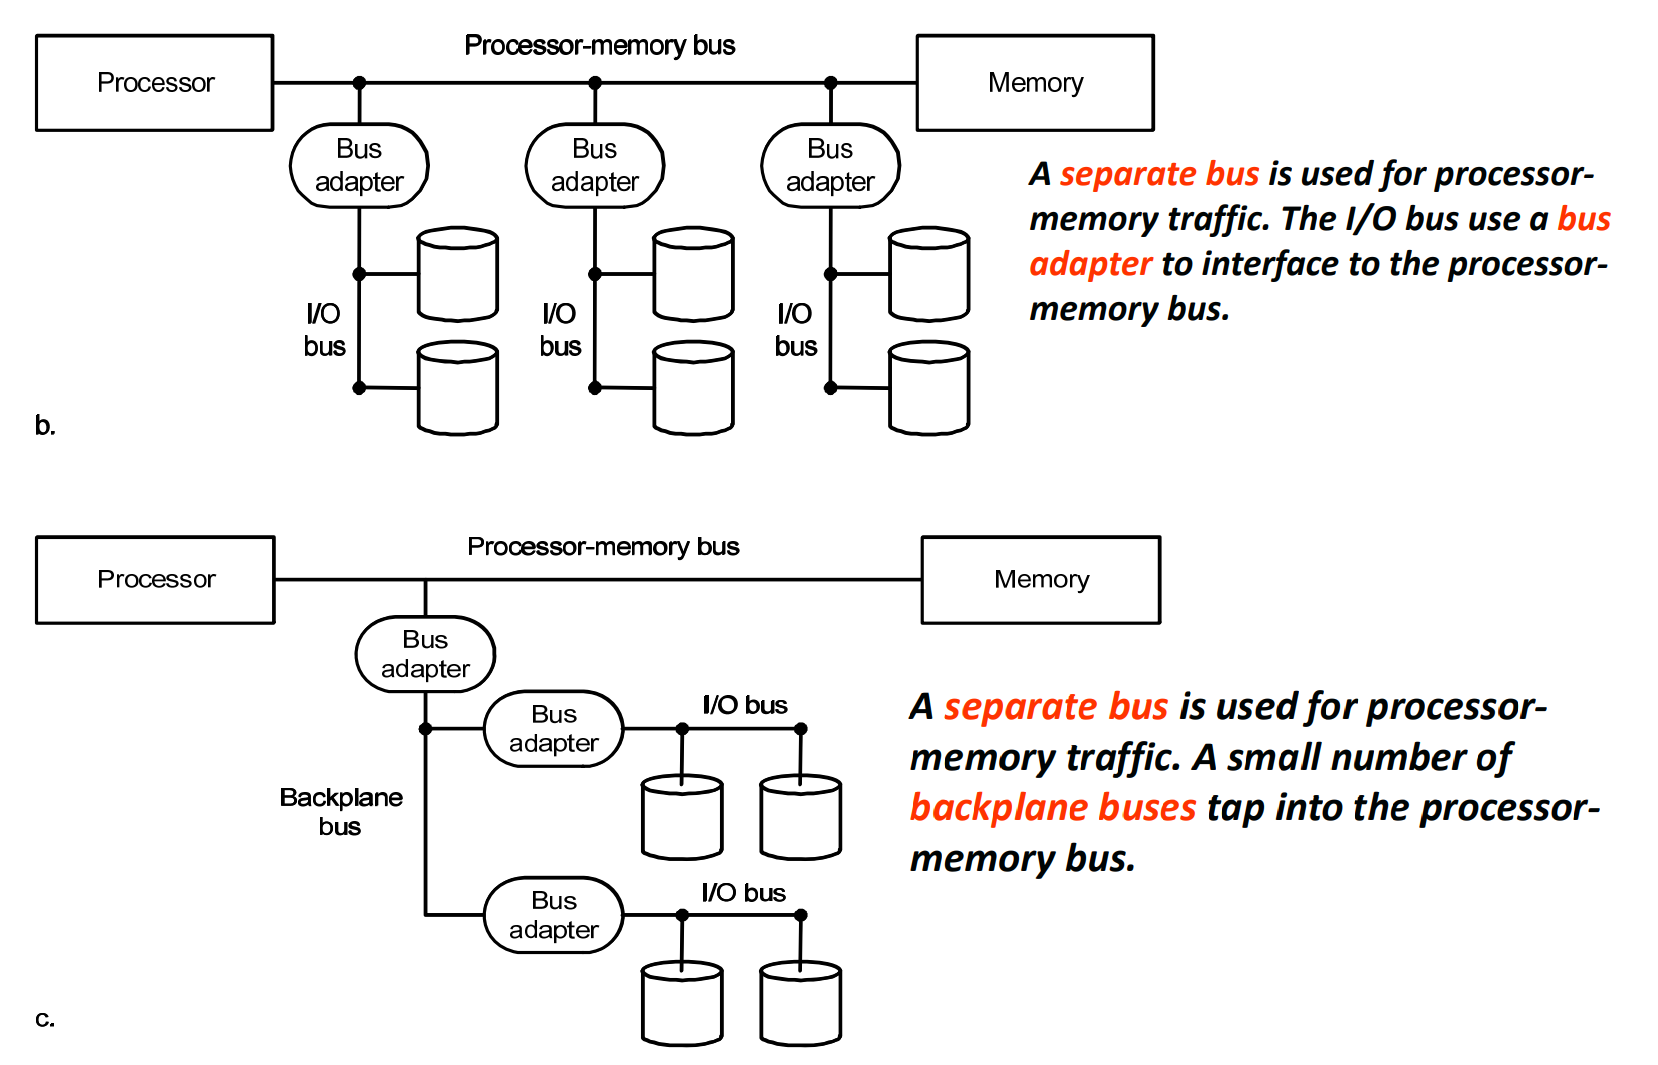 Processor-memory bus
Processor
Memory
Bus
adapter
Bus
adapter
Bus
adapter
A separate bus is used for processor-
memory traffic. The I/O bus use a bus
adapter to interface to the processor-
memory bus.
I/O
bus
I/O
bus
I/O
bus
b.
Processor-memory bus
Processor
Memory
Bus
adapter
Bus
adapter
I/O bus
A separate bus is used for processor-
memory traffic. A small number of
backplane buses tap into the processor-
memory bus.
Backplane
bus
Bus
adapter
I/O bus
c.